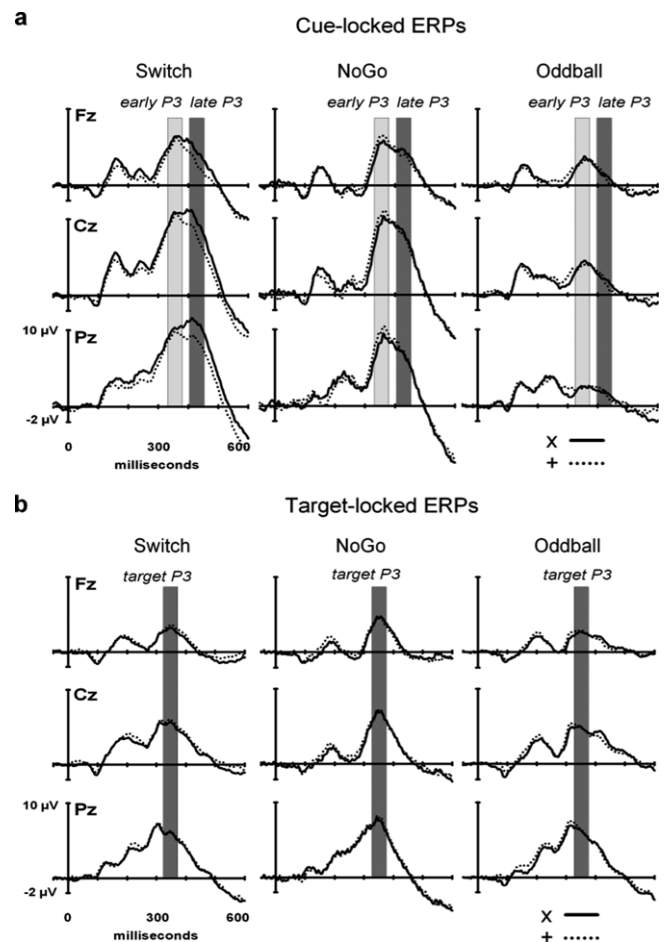 a
Cue-locked ERPs
Switch NoGo Oddball
early P3 late P3 early P3 late P3 early P3 late P3
Fz
Cz
10 µV Pz
-2 µV
0 300 600
milliseconds
X
+
b
Target-locked ERPs
Switch NoGo Oddball
target P3 target P3 target P3
Fz
Cz
10 µV Pz
-2 µV
0 300 600
milliseconds
X
+